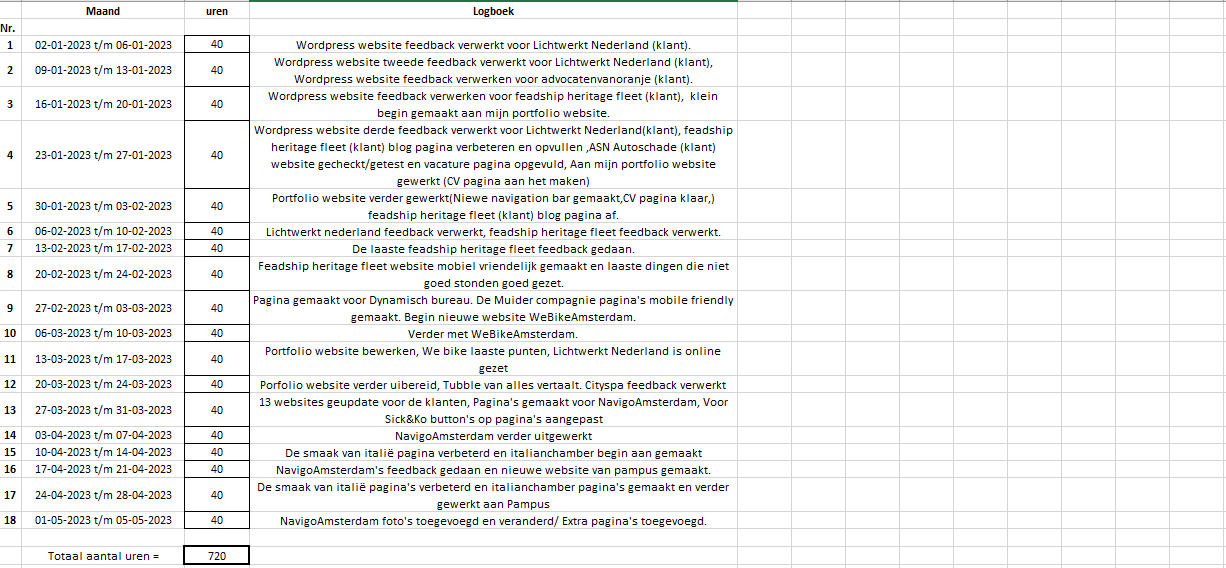 Maand uren Logboek
Nr.
1 02-01-2023 t/m 06-01-2023 40 Wordpress website feedback verwerkt voor Lichtwerkt Nederland (klant).
2 09-01-2023 t/m 13-01-2023 40 Wordpress website tweede feedback verwerkt voor Lichtwerkt Nederland (klant),
Wordpress website feedback verwerken voor advocatenvanoranje (klant).
3 16-01-2023 t/m 20-01-2023 40 Wordpress website feedback verwerken voor feadship heritage fleet (klant), klein
begin gemaakt aan mijn portfolio website.
4 23-01-2023 t/m 27-01-2023 40 Wordpress website derde feedback verwerkt voor Lichtwerkt Nederland(klant), feadship
heritage fleet (klant) blog pagina verbeteren en opvullen ,ASN Autoschade (klant)
website gecheckt/getest en vacature pagina opgevuld, Aan mijn portfolio website
gewerkt (CV pagina aan het maken)
5 30-01-2023 t/m 03-02-2023 40 Portfolio website verder gewerkt(Niewe navigation bar gemaakt,CV pagina klaar,)
feadship heritage fleet (klant) blog pagina af.
6 06-02-2023 t/m 10-02-2023 40 Lichtwerkt nederland feedback verwerkt, feadship heritage fleet feedback verwerkt.
7 13-02-2023 t/m 17-02-2023 40 De laaste feadship heritage fleet feedback gedaan.
8 20-02-2023 t/m 24-02-2023 40 Feadship heritage fleet website mobiel vriendelijk gemaakt en laaste dingen die niet
goed stonden goed gezet.
9 27-02-2023 t/m 03-03-2023 40 Pagina gemaakt voor Dynamisch bureau. De Muider compagnie pagina's mobile friendly
gemaakt. Begin nieuwe website WeBikeAmsterdam.
10 06-03-2023 t/m 10-03-2023 40 Verder met WeBikeAmsterdam.
11 13-03-2023 t/m 17-03-2023 40 Portfolio website bewerken, We bike laaste punten, Lichtwerkt Nederland is online
gezet
12 20-03-2023 t/m 24-03-2023 40 Porfolio website verder uibereid, Tubble van alles vertaalt. Cityspa feedback verwerkt
13 27-03-2023 t/m 31-03-2023 40 13 websites geupdate voor de klanten, Pagina's gemaakt voor NavigoAmsterdam, Voor
Sick&Ko button's op pagina's aangepast
14 03-04-2023 t/m 07-04-2023 40 NavigoAmsterdam verder uitgewerkt
15 10-04-2023 t/m 14-04-2023 40 De smaak van italië pagina verbeterd en italianchamber begin aan gemaakt
16 17-04-2023 t/m 21-04-2023 40 NavigoAmsterdam's feedback gedaan en nieuwe website van pampus gemaakt.
17 24-04-2023 t/m 28-04-2023 40 De smaak van italië pagina's verbeterd en italianchamber pagina's gemaakt en verder
gewerkt aan Pampus
18 01-05-2023 t/m 05-05-2023 40 NavigoAmsterdam foto's toegevoegd en veranderd/ Extra pagina's toegevoegd.
Totaal aantal uren = 720